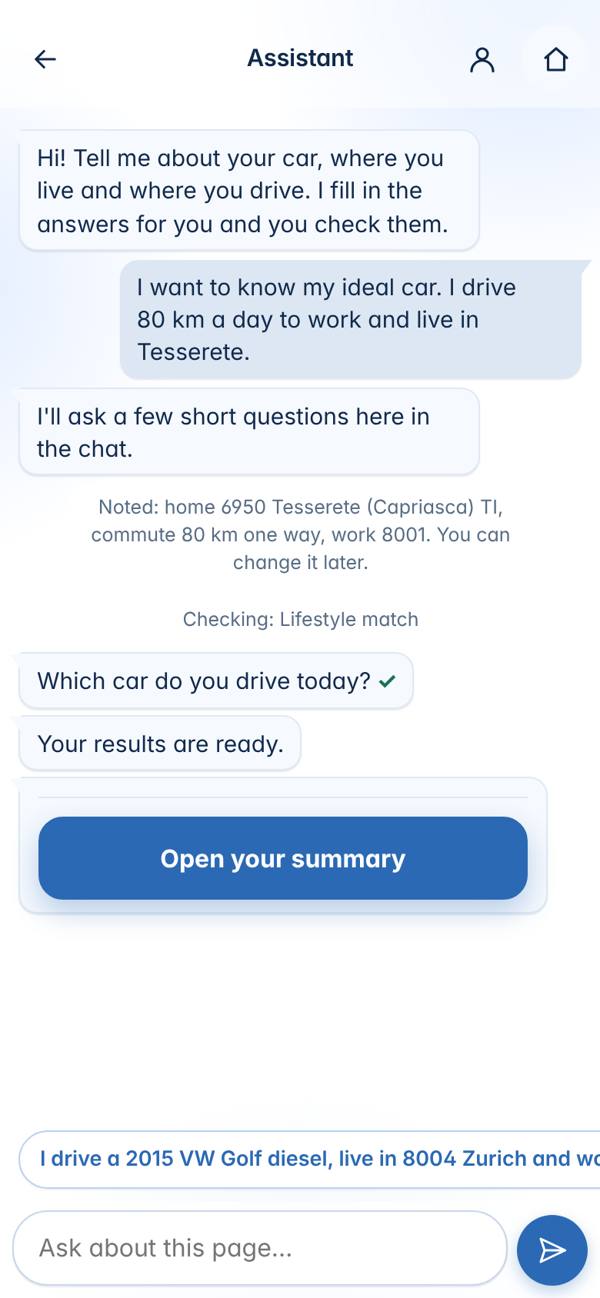 Assistant
Hi! Tell me about your car, where you
live and where you drive. I fill in the
answers for you and you check them.
I want to know my ideal car. I drive
80 km a day to work and live in
Tesserete.
I'll ask a few short questions here in
the chat.
Noted: home 6950 Tesserete (Capriasca) TI,
commute 80 km one way, work 8001. You can
change it later.
Checking: Lifestyle match
Which car do you drive today? ✓
Your results are ready.
Open your summary
I drive a 2015 VW Golf diesel, live in 8004 Zurich and
Ask about this page...